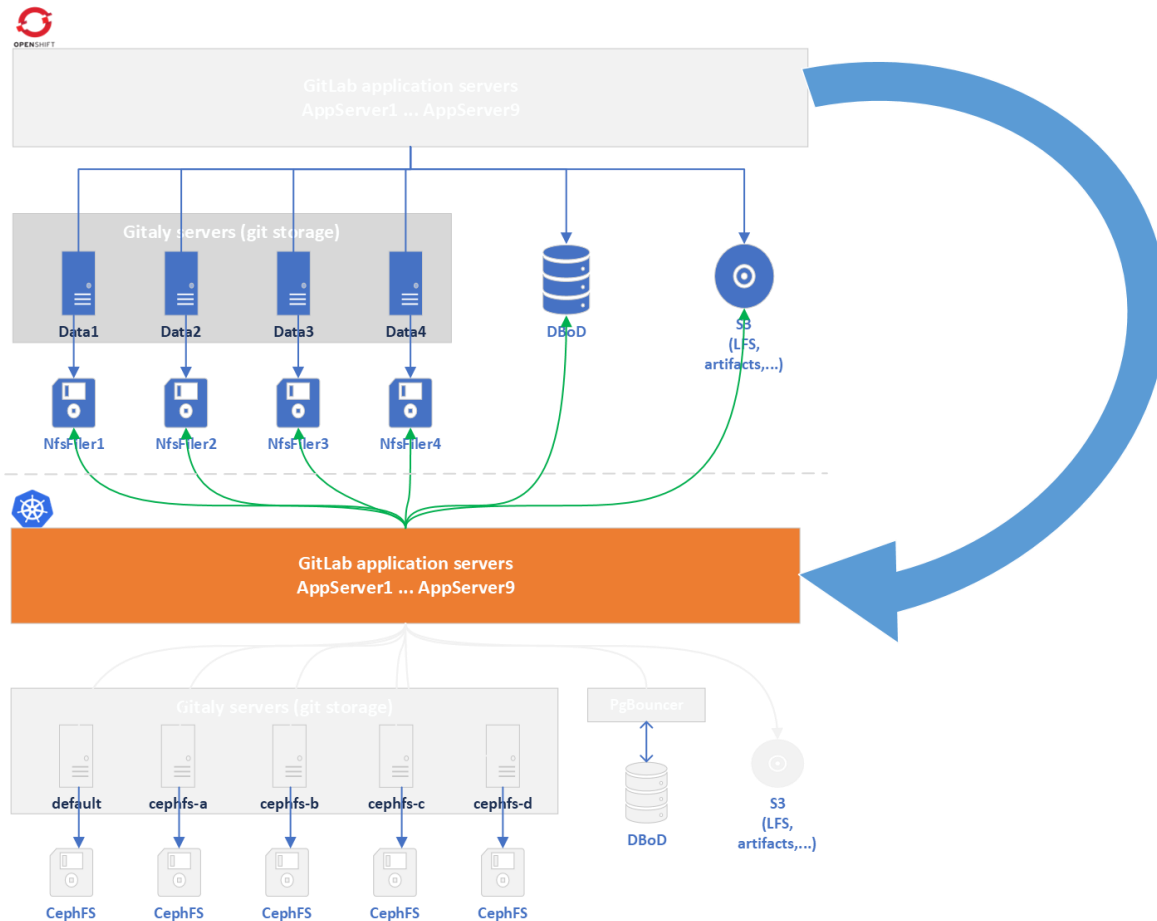 OPENSHIFT
GitLab application servers
AppServer1 ... AppServer9
Gitaly servers (git storage)
Data1
Data2
Data3
Data4
DBoD
S3
(LFS,
artifacts,...)
NfsFiler1
NfsFiler2
NfsFiler3
NfsFiler4
GitLab application servers
AppServer1 ... AppServer9
Gitaly servers (git storage)
PgBouncer
default
cephfs-a
cephfs-b
cephfs-c
cephfs-d
DBoD
S3
(LFS,
artifacts,...)
CephFS
CephFS
CephFS
CephFS
CephFS